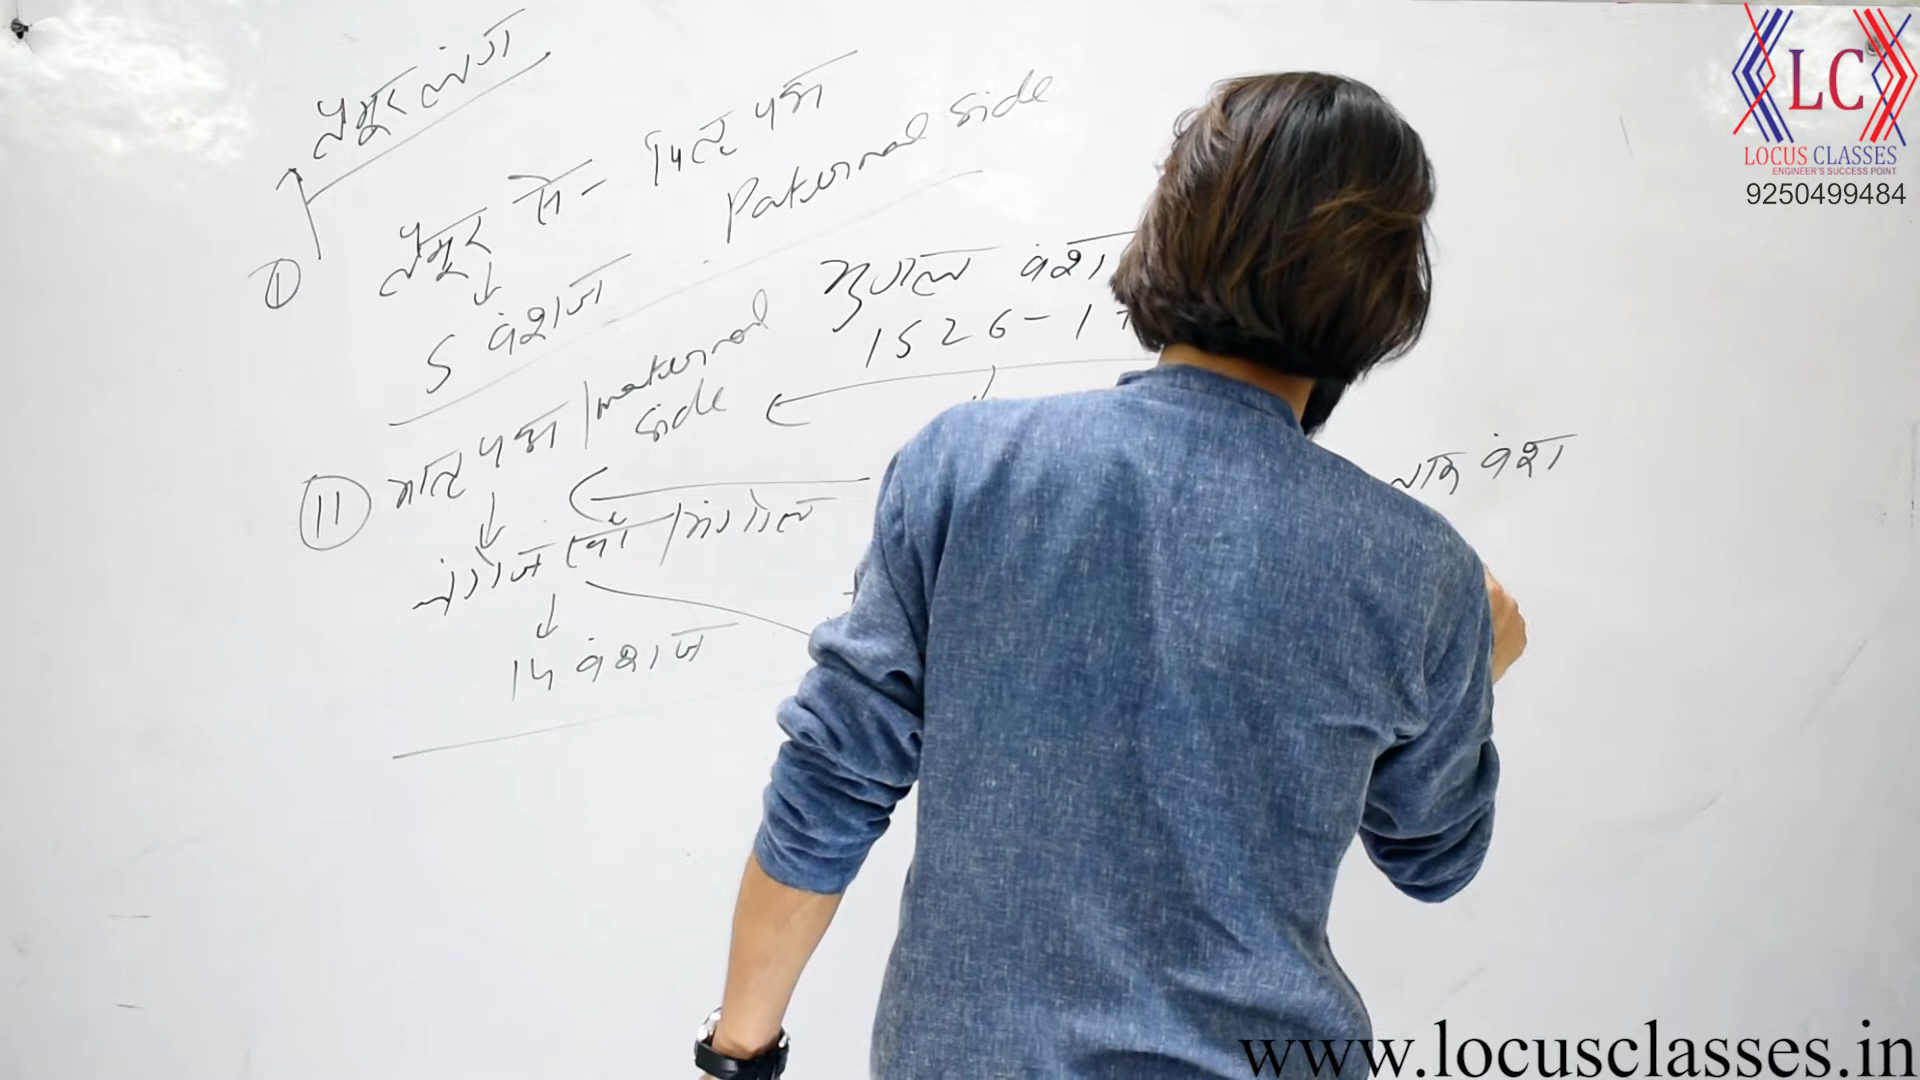 तैमूर लंग
① तैमूर से - पितृ पक्ष
Paternal side
↓
5 वंशज
मुगल वंश
1526-17
⑪ मातृ पक्ष / maternal side
↓
चंगेज खाँ / मंगोल
↓
14 वंशज
वंश
LC
LOCUS CLASSES
ENGINEER'S SUCCESS POINT
9250499484
www.locusclasses.in